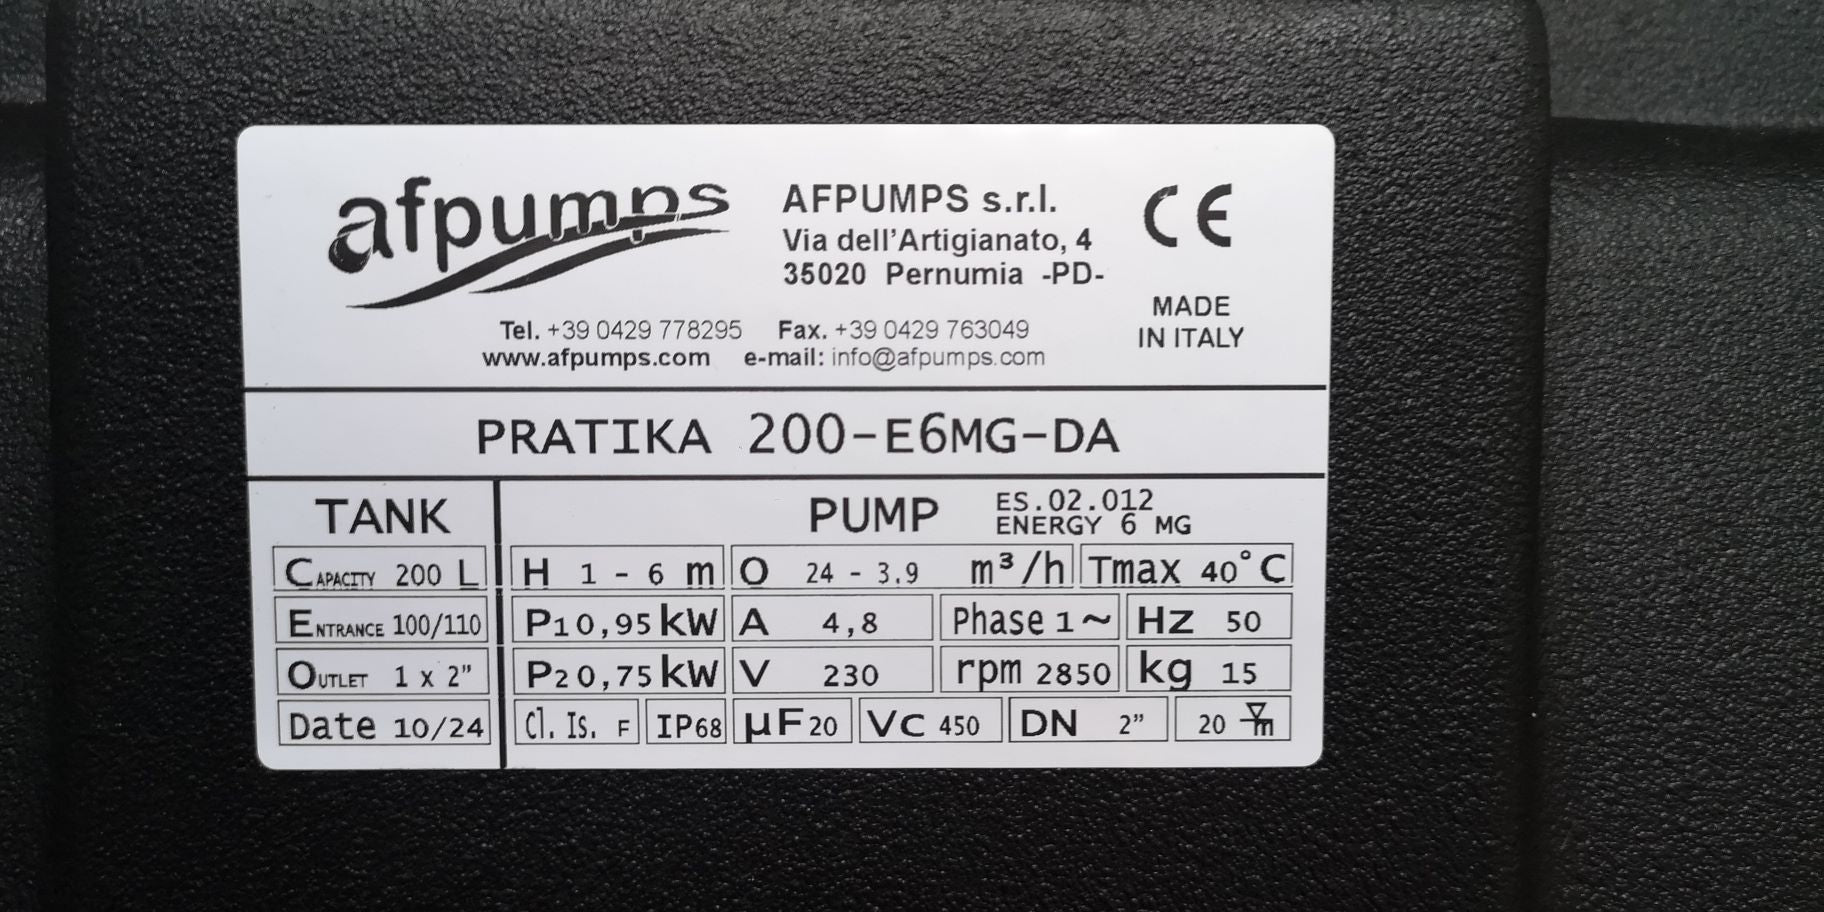 afpumps
AFPUMPS s.r.l.
Via dell'Artigianato, 4
35020 Pernumia -PD-
CE
MADE
IN ITALY
Tel. +39 0429 778295 Fax. +39 0429 763049
www.afpumps.com e-mail: info@afpumps.com
PRATIKA 200-E6MG-DA
TANK
CAPACITY 200 L
ENTRANCE 100/110
OUTLET 1 x 2"
Date 10/24
PUMP
ES.02.012
ENERGY 6 MG
H 1 - 6 m Q 24 - 3.9 m³/h Tmax 40°C
P1 0,95 kW A 4,8 Phase 1~ Hz 50
P2 0,75 kW V 230 rpm 2850 kg 15
Cl. Is. F IP68 µF 20 Vc 450 DN 2" 20 m